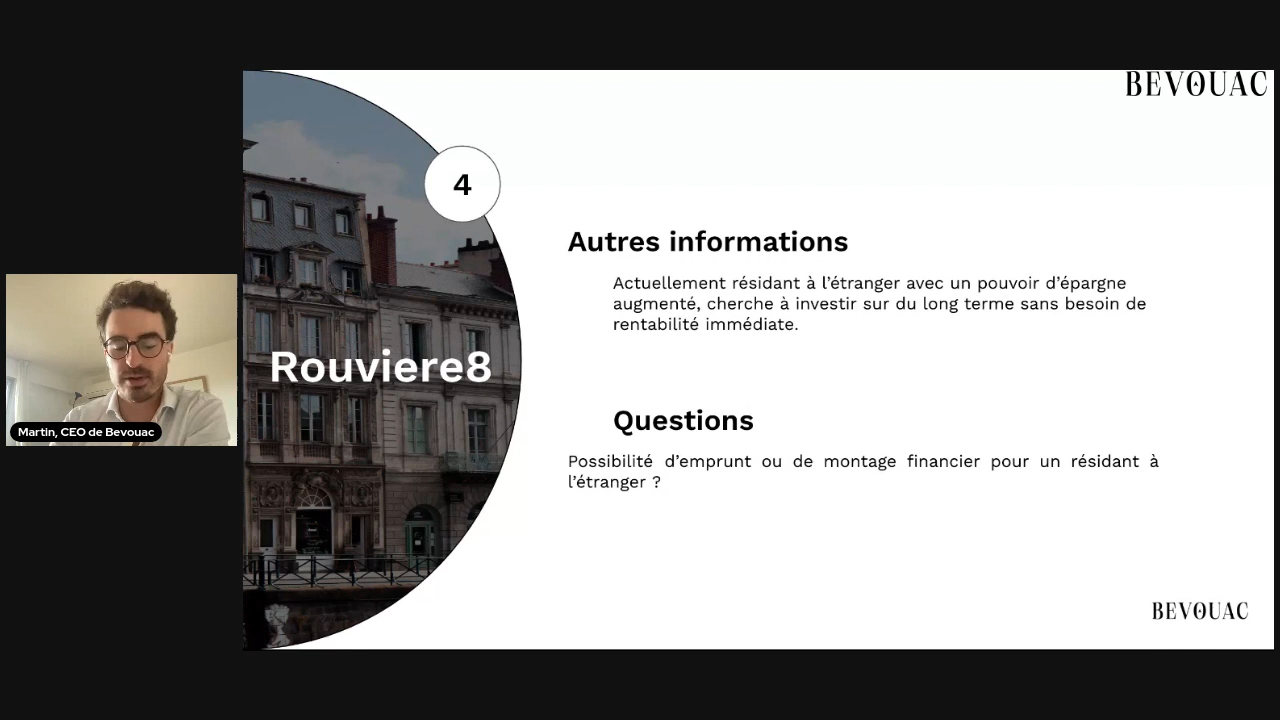 BEVOUAC
4
Autres informations
Actuellement résidant à l’étranger avec un pouvoir d’épargne
augmenté, cherche à investir sur du long terme sans besoin de
rentabilité immédiate.
Rouviere8
Questions
Possibilité d’emprunt ou de montage financier pour un résidant à
l’étranger ?
Martin, CEO de Bevouac
BEVOUAC